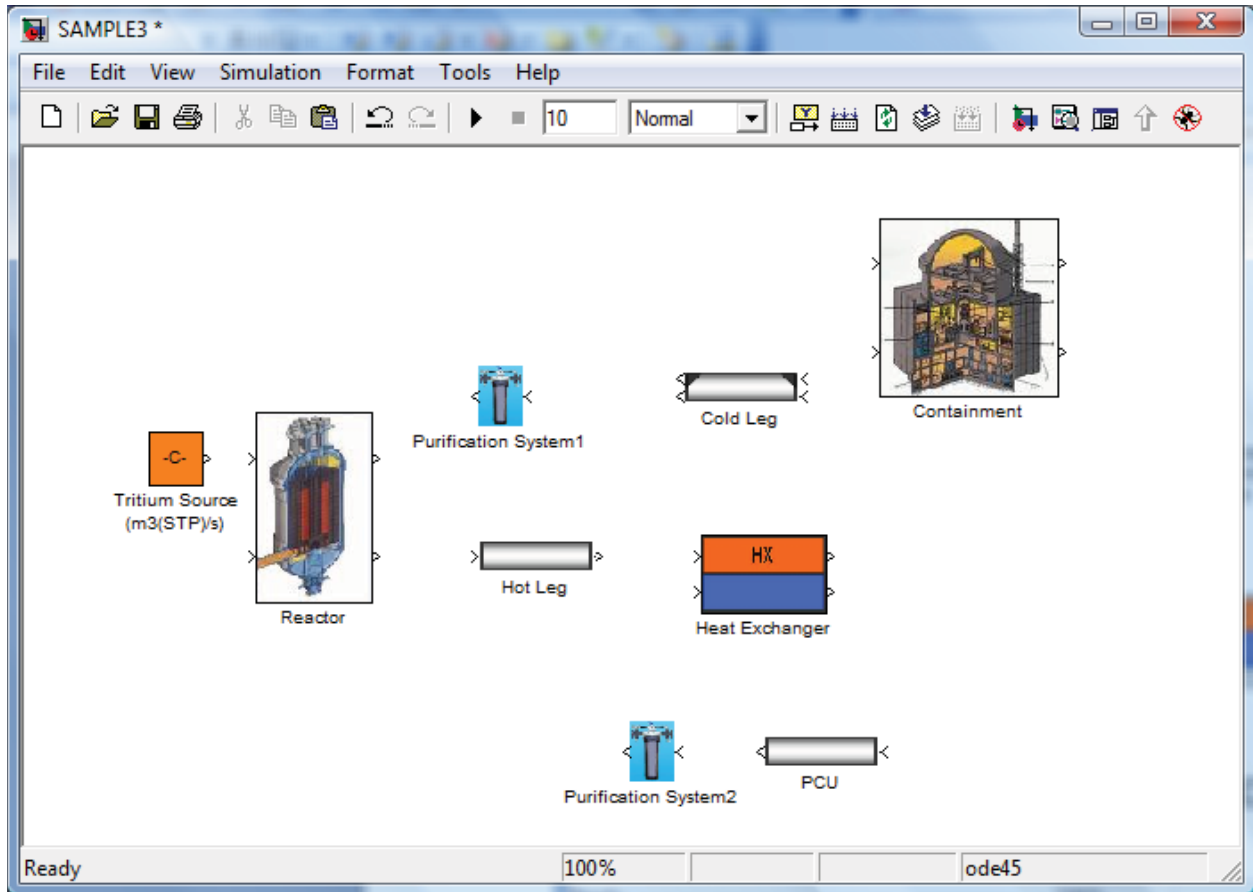 SAMPLE3 *
File Edit View Simulation Format Tools Help
10 Normal
Containment
Cold Leg
Purification System1
-C-
Tritium Source
(m3(STP)/s)
Reactor
Hot Leg
HX
Heat Exchanger
Purification System2
PCU
Ready 100% ode45